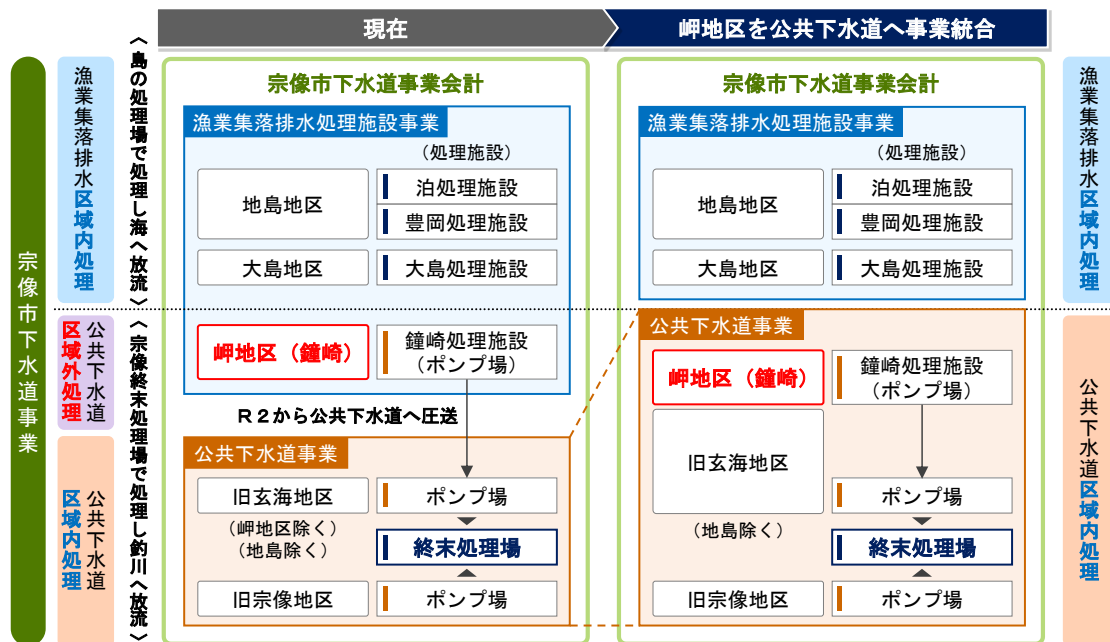 現在
岬地区を公共下水道へ事業統合
宗像市下水道事業
漁業集落排水
区域内処理
公共下水道
区域外処理
公共下水道
区域内処理
〈島の処理場で処理し海へ放流〉
〈宗像終末処理場で処理し釣川へ放流〉
宗像市下水道事業会計
漁業集落排水処理施設事業
（処理施設）
地島地区
泊処理施設
豊岡処理施設
大島地区
大島処理施設
岬地区（鐘崎）
鐘崎処理施設
（ポンプ場）
R2から公共下水道へ圧送
公共下水道事業
旧玄海地区
ポンプ場
（岬地区除く）
（地島除く）
終末処理場
旧宗像地区
ポンプ場
宗像市下水道事業会計
漁業集落排水処理施設事業
（処理施設）
地島地区
泊処理施設
豊岡処理施設
大島地区
大島処理施設
公共下水道事業
岬地区（鐘崎）
鐘崎処理施設
（ポンプ場）
旧玄海地区
ポンプ場
（地島除く）
終末処理場
旧宗像地区
ポンプ場
漁業集落排水
区域内処理
公共下水道
区域内処理